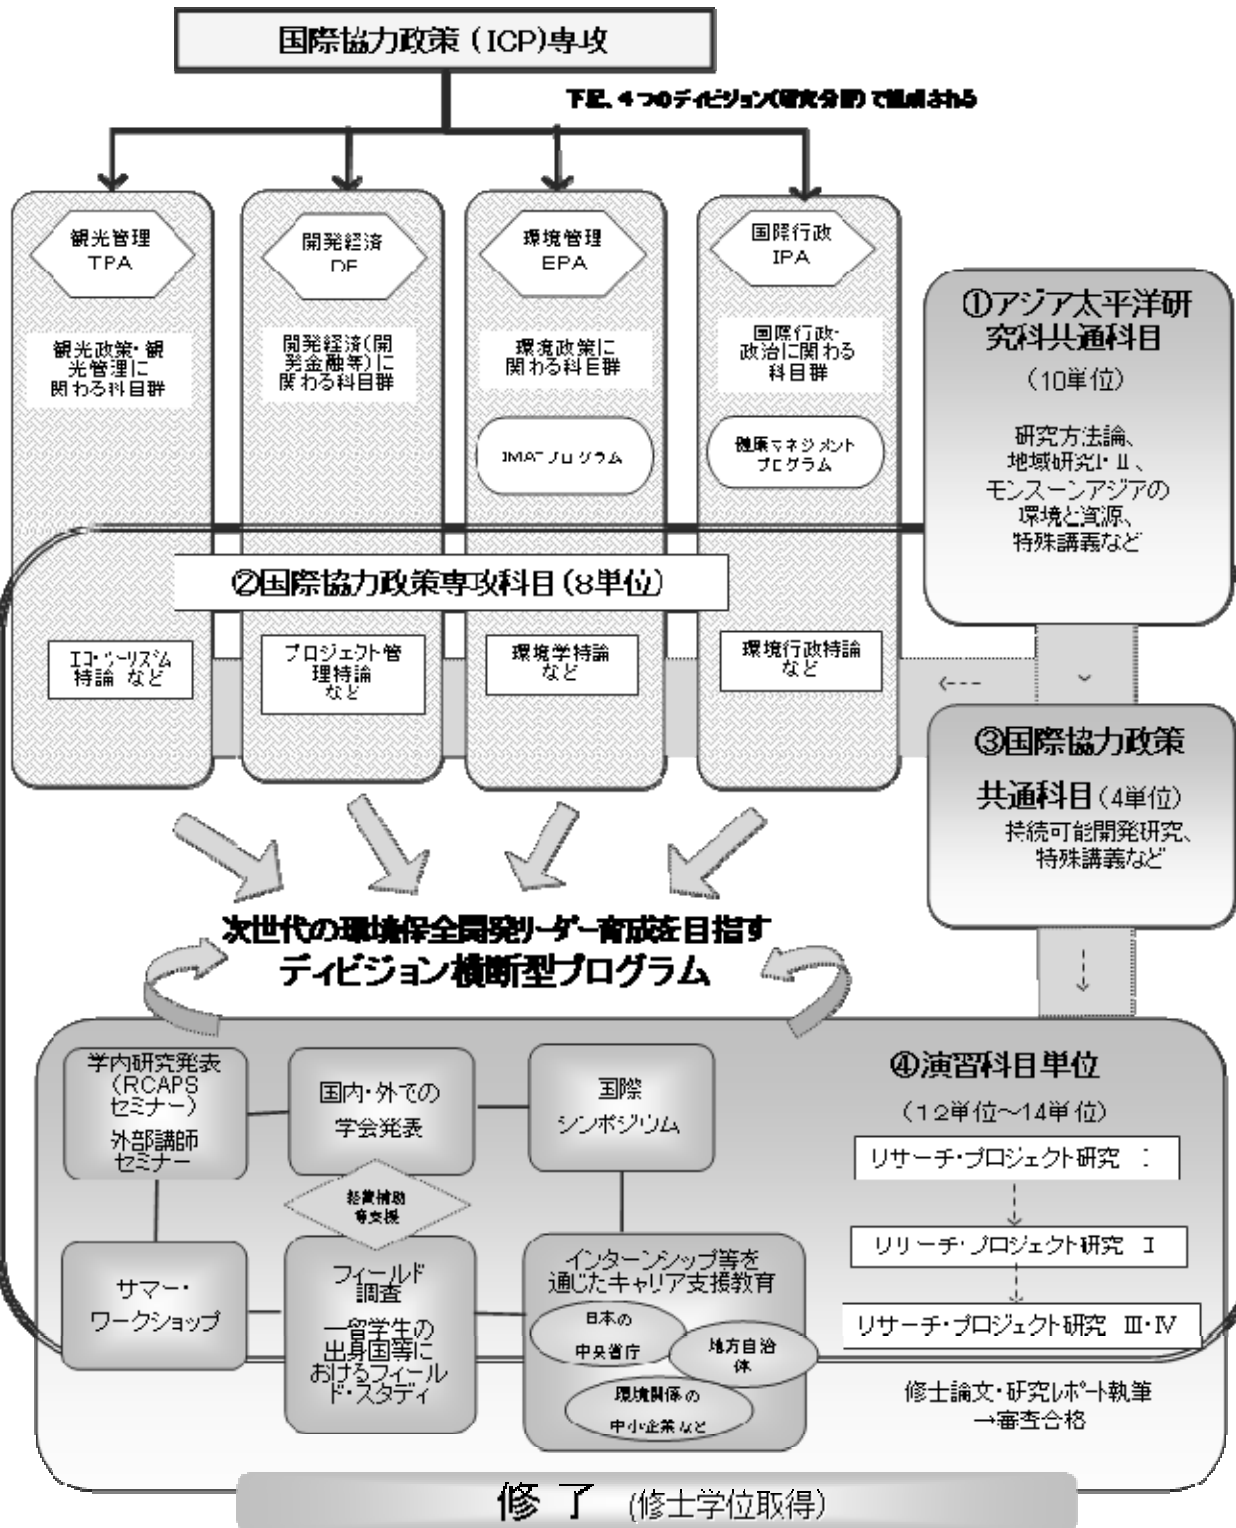 国際協力政策（ICP)専攻
下記、４つのディビジョン(研究分野）で組成される
観光管理
TPA
開発経済
DE
環境管理
EPA
国際行政
IPA
観光政策・観
光管理に
関わる科目群
開発経済(開
発金融等)に
関わる科目群
環境政策に
関わる科目群
国際行政・
政治に関わる
科目群
IMATプログラム
健康マネジメント
プログラム
①アジア太平洋研
究科共通科目
（10単位）
研究方法論、
地域研究Ⅰ・Ⅱ、
モンスーンアジアの
環境と資源、
特殊講義など
②国際協力政策専攻科目(8単位)
エコ・ツーリズム
特論 など
プロジェクト管
理特論
など
環境学特論
など
環境行政特論
など
③国際協力政策
共通科目（4単位）
持続可能開発研究、
特殊講義など
次世代の環境保全開発リーダー育成を目指す
ディビジョン横断型プログラム
学内研究発表
（RCAPS
セミナー）
外部講師
セミナー
国内・外での
学会発表
国際
シンポジウム
経費補助
等支援
サマー・
ワークショップ
フィールド
調査
―留学生の
出身国等に
おけるフィール
ド・スタディ
インターンシップ等を
通じたキャリア支援教育
日本の
中央省庁
地方自治
体
環境関係の
中小企業など
④演習科目単位
（１２単位～14単位）
リサーチ・プロジェクト研究 Ⅰ
リサーチ・プロジェクト研究
リサーチ・プロジェクト研究 Ⅲ・Ⅳ
修士論文・研究レポート執筆
→審査合格
修 了 (修士学位取得)